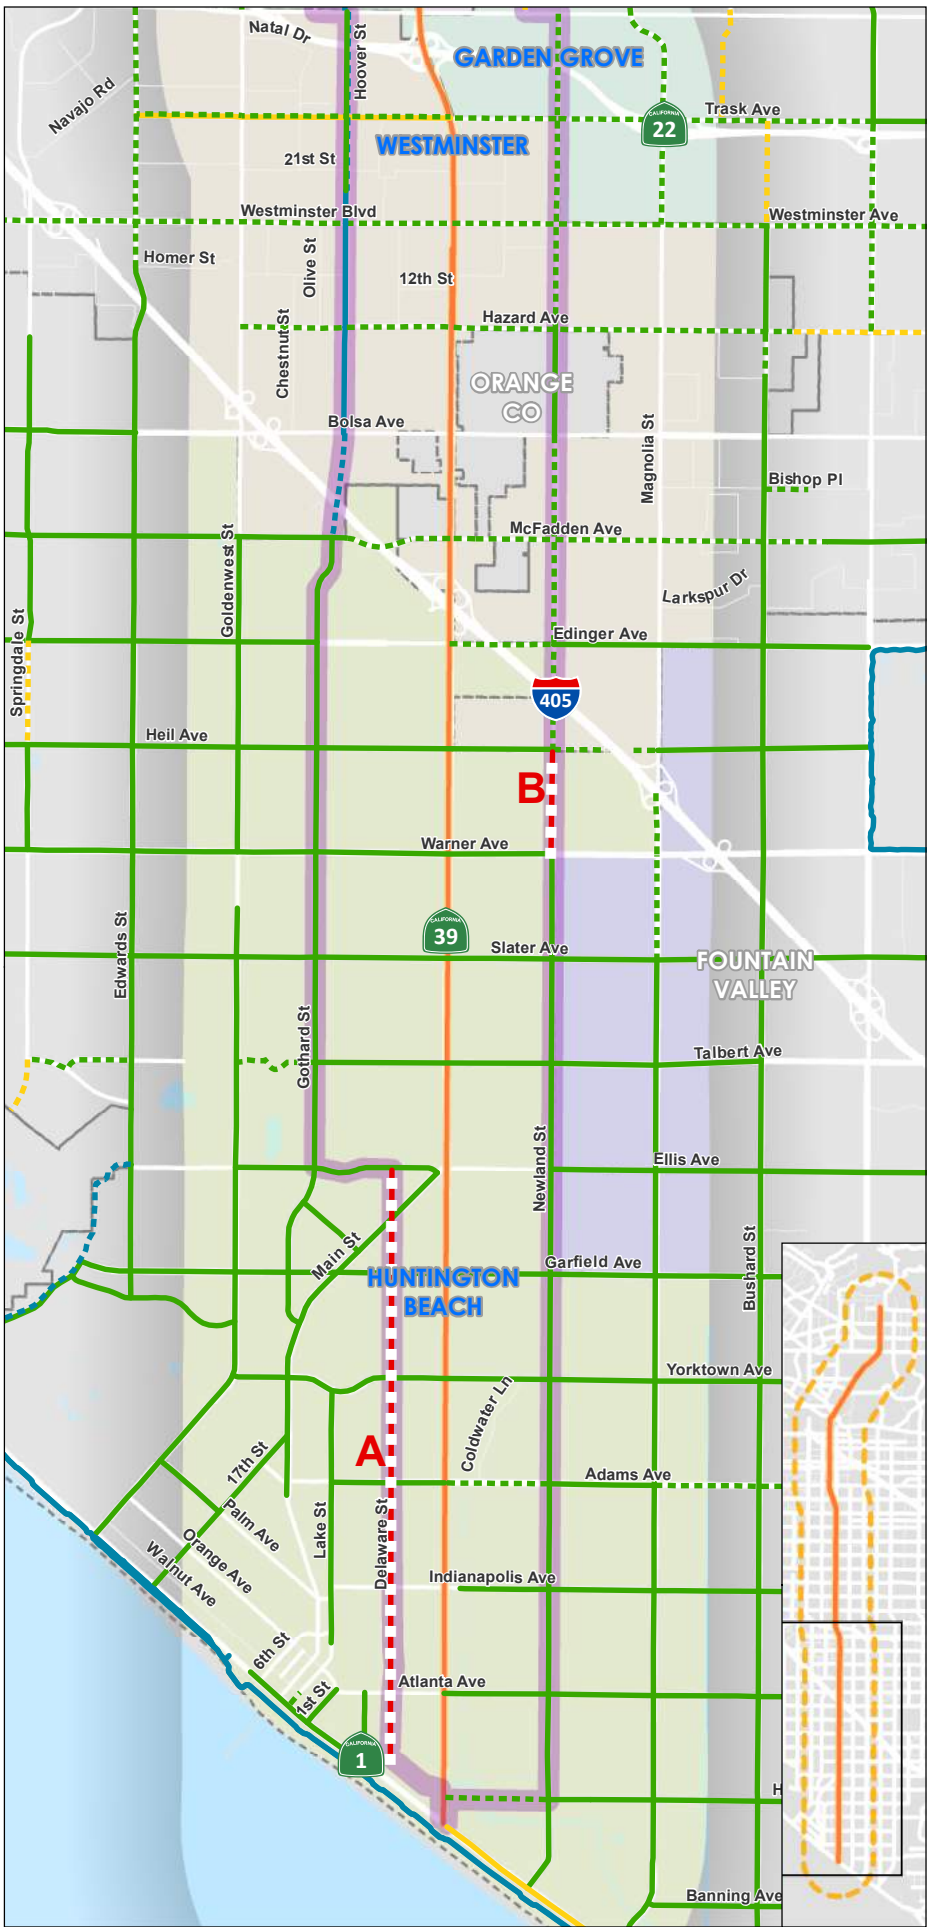 Natal Dr
Hoover St
GARDEN GROVE
Navajo Rd
Trask Ave
CALIFORNIA
22
WESTMINSTER
21st St
Westminster Blvd
Westminster Ave
Homer St
Olive St
12th St
Hazard Ave
Chestnut St
ORANGE
CO
Bolsa Ave
Magnolia St
Bishop Pl
McFadden Ave
Goldenwest St
Larkspur Dr
Springdale St
Edinger Ave
405
Heil Ave
B
Warner Ave
CALIFORNIA
39
Edwards St
Slater Ave
FOUNTAIN
VALLEY
Gothard St
Talbert Ave
Newland St
Ellis Ave
Main St
Bushard St
Garfield Ave
HUNTINGTON
BEACH
Yorktown Ave
Coldwater Ln
A
17th St
Adams Ave
Palm Ave
Lake St
Delaware St
Orange Ave
Walnut Ave
Indianapolis Ave
6th St
Atlanta Ave
1st St
CALIFORNIA
1
H
Banning Ave